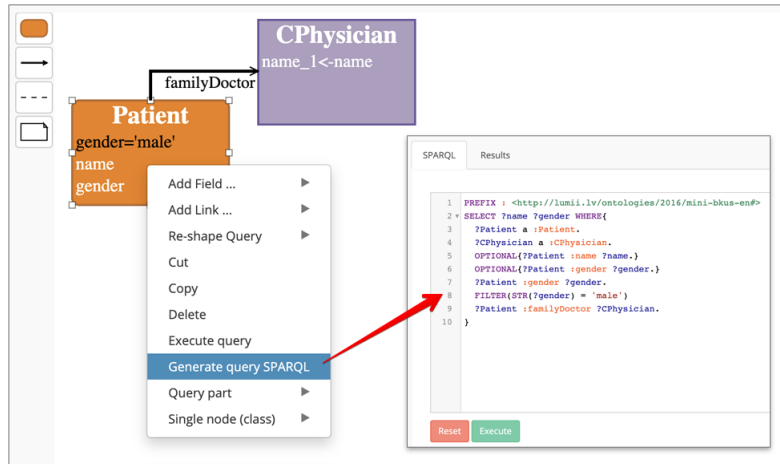 CPhysician
name_1<-name
familyDoctor
Patient
gender='male'
name
gender
Add Field ...
Add Link ...
Re-shape Query
Cut
Copy
Delete
Execute query
Generate query SPARQL
Query part
Single node (class)
SPARQL Results
1 PREFIX : <http://lumii.lv/ontologies/2016/mini-bkus-en#>
2 SELECT ?name ?gender WHERE{
3 ?Patient a :Patient.
4 ?CPhysician a :CPhysician.
5 OPTIONAL{?Patient :name ?name.}
6 OPTIONAL{?Patient :gender ?gender.}
7 ?Patient :gender ?gender.
8 FILTER(STR(?gender) = 'male')
9 ?Patient :familyDoctor ?CPhysician.
10 }
Reset Execute